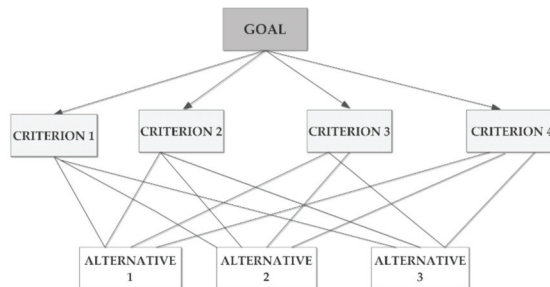 GOAL
CRITERION 1
CRITERION 2
CRITERION 3
CRITERION 4
ALTERNATIVE
1
ALTERNATIVE
2
ALTERNATIVE
3